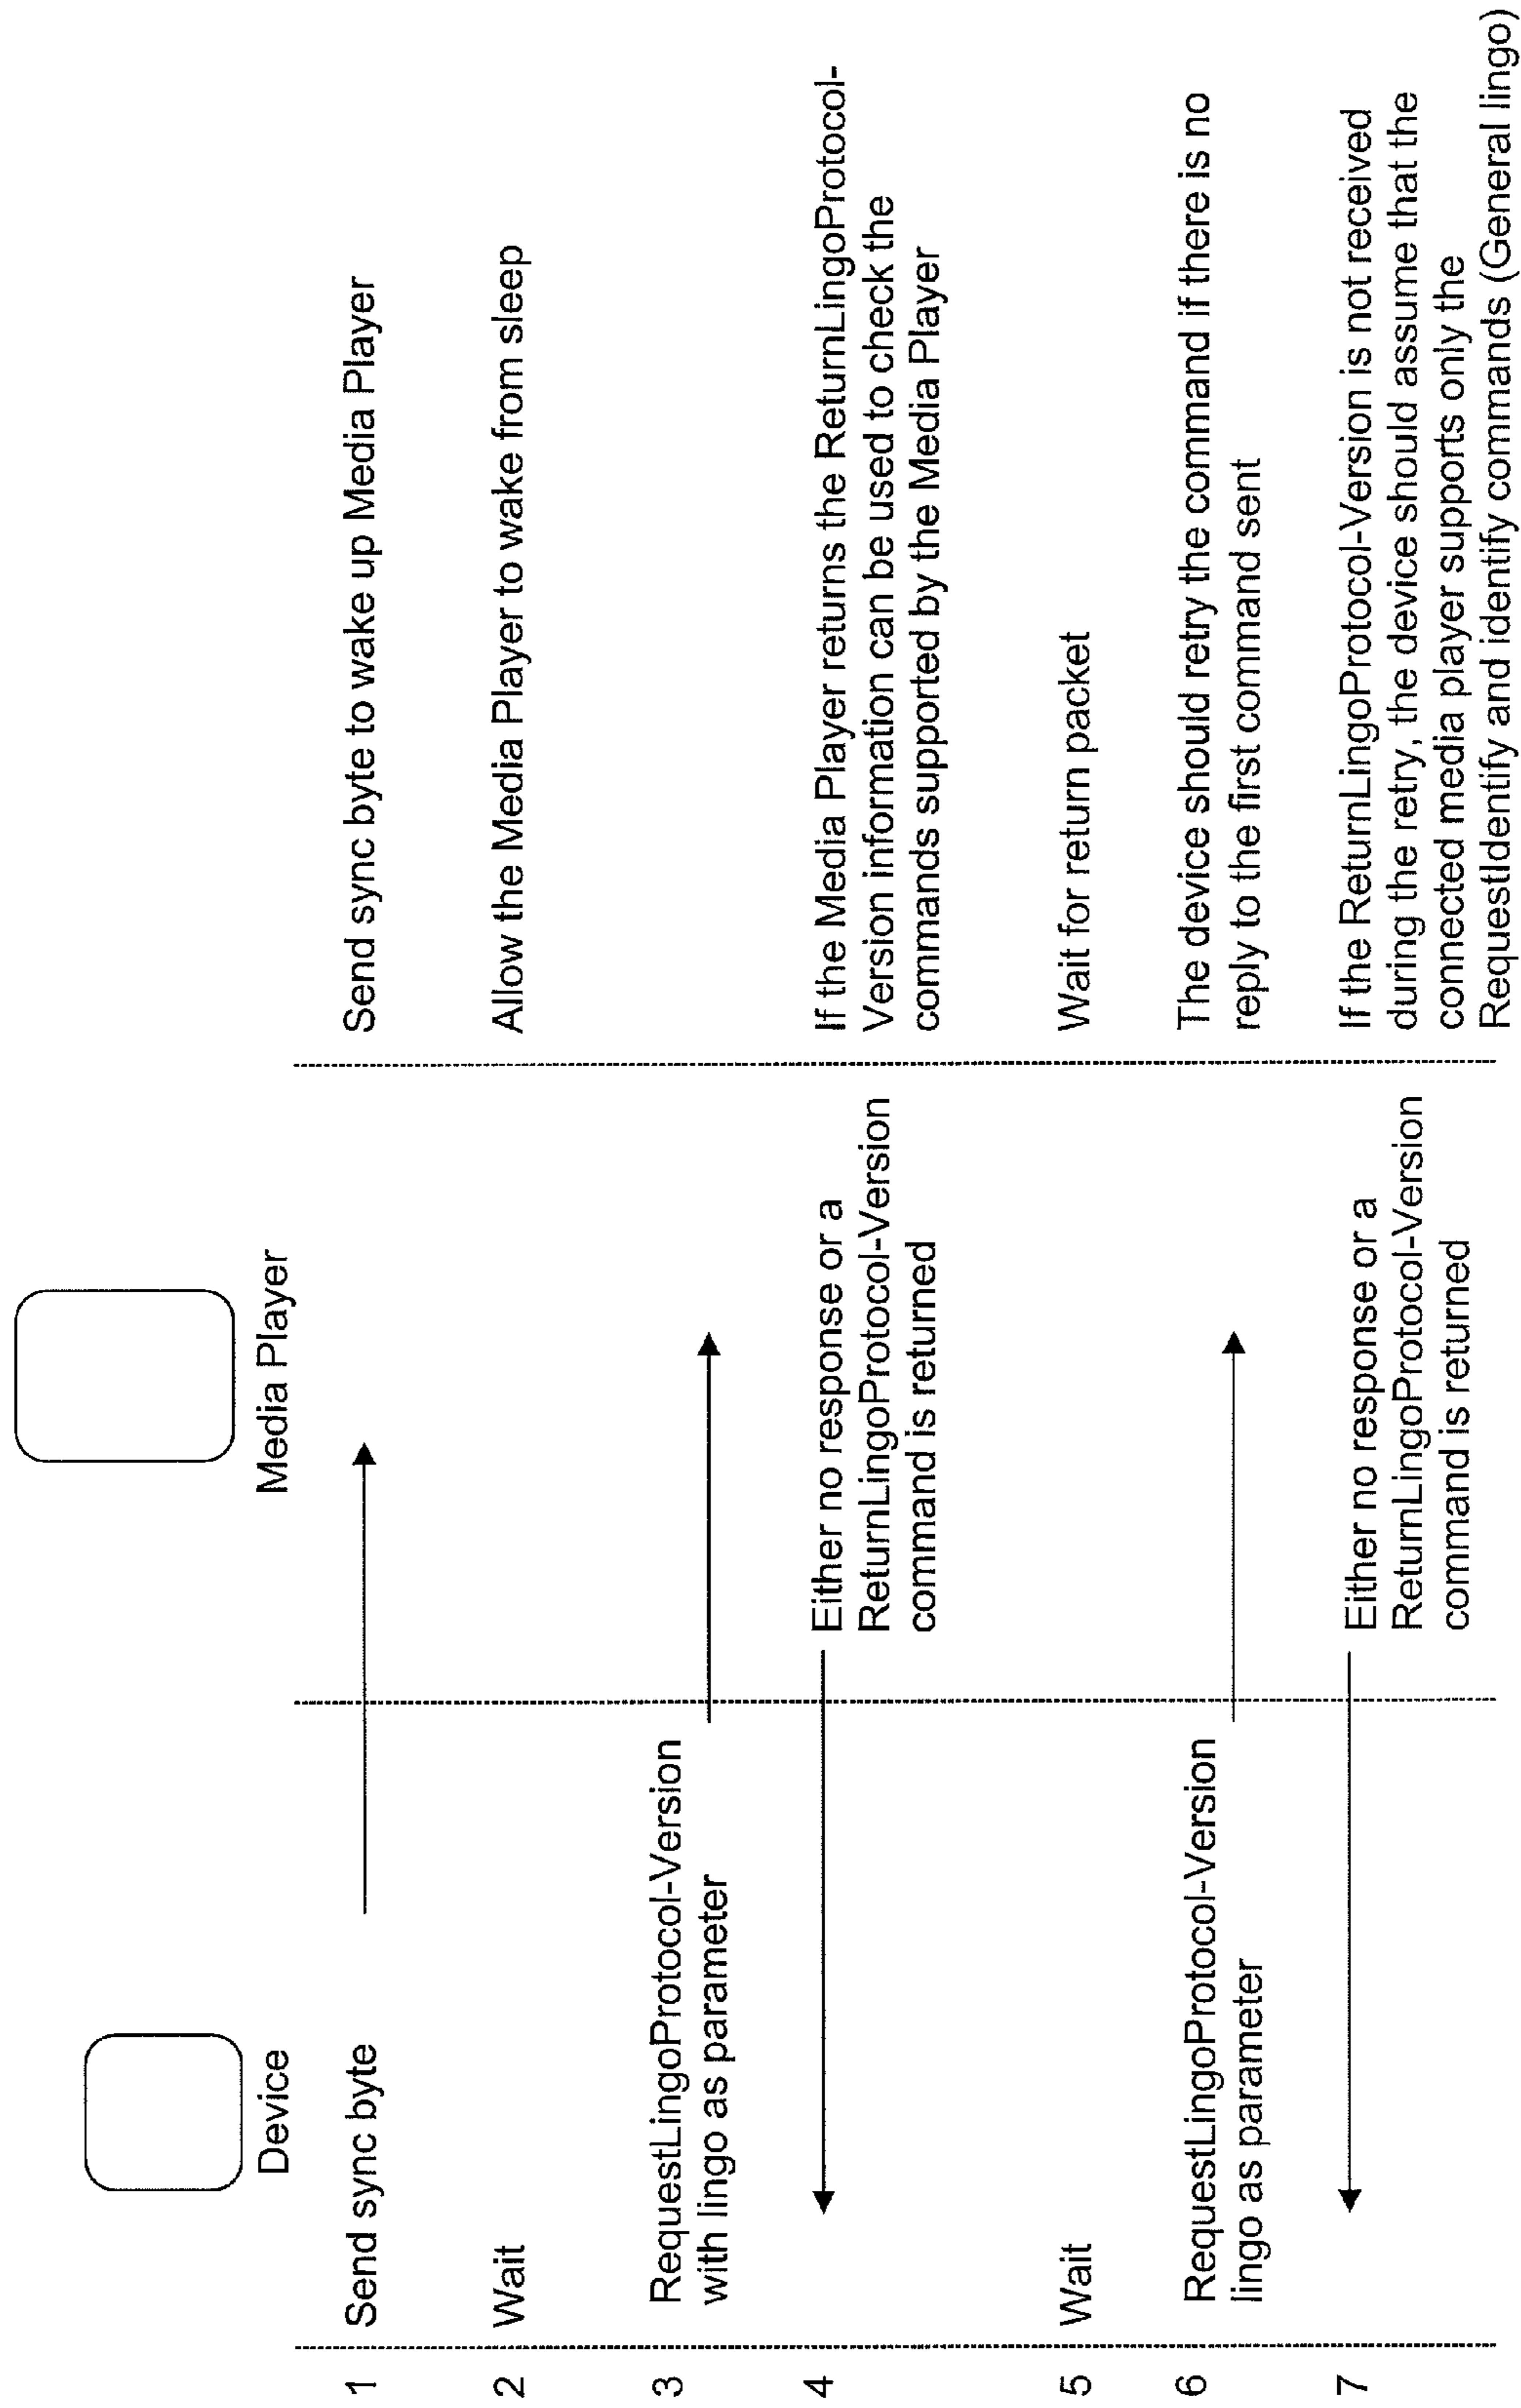 Device
Media Player
1
Send sync byte
Send sync byte to wake up Media Player
2
Wait
Allow the Media Player to wake from sleep
3
RequestLingoProtocol-Version
with lingo as parameter
4
Either no response or a
ReturnLingoProtocol-Version
command is returned
If the Media Player returns the ReturnLingoProtocol-
Version information can be used to check the
commands supported by the Media Player
5
Wait
Wait for return packet
6
RequestLingoProtocol-Version
lingo as parameter
The device should retry the command if there is no
reply to the first command sent
7
Either no response or a
ReturnLingoProtocol-Version
command is returned
If the ReturnLingoProtocol-Version is not received
during the retry, the device should assume that the
connected media player supports only the
RequestIdentify and identify commands (General lingo)